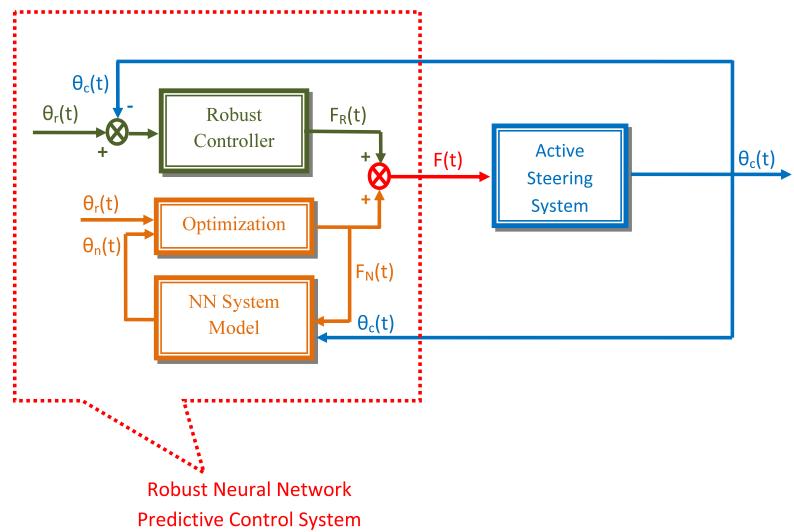 θc(t)
θr(t)
-
+
Robust
Controller
FR(t)
+
+
F(t)
Active
Steering
System
θc(t)
θr(t)
θn(t)
Optimization
FN(t)
NN System
Model
θc(t)
Robust Neural Network
Predictive Control System